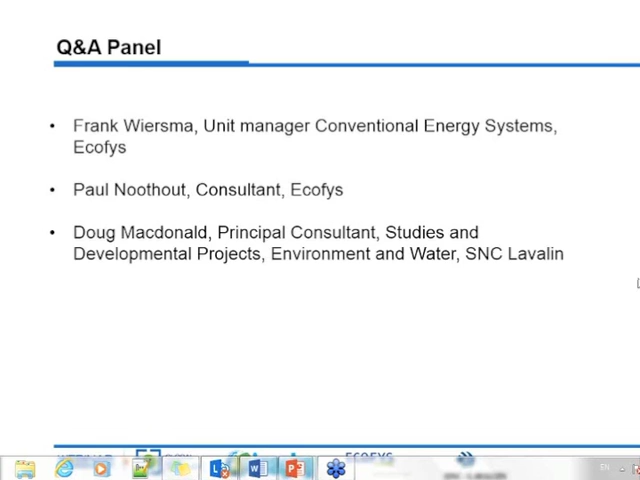 Q&A Panel
• Frank Wiersma, Unit manager Conventional Energy Systems,
Ecofys
• Paul Noothout, Consultant, Ecofys
• Doug Macdonald, Principal Consultant, Studies and
Developmental Projects, Environment and Water, SNC Lavalin
EN